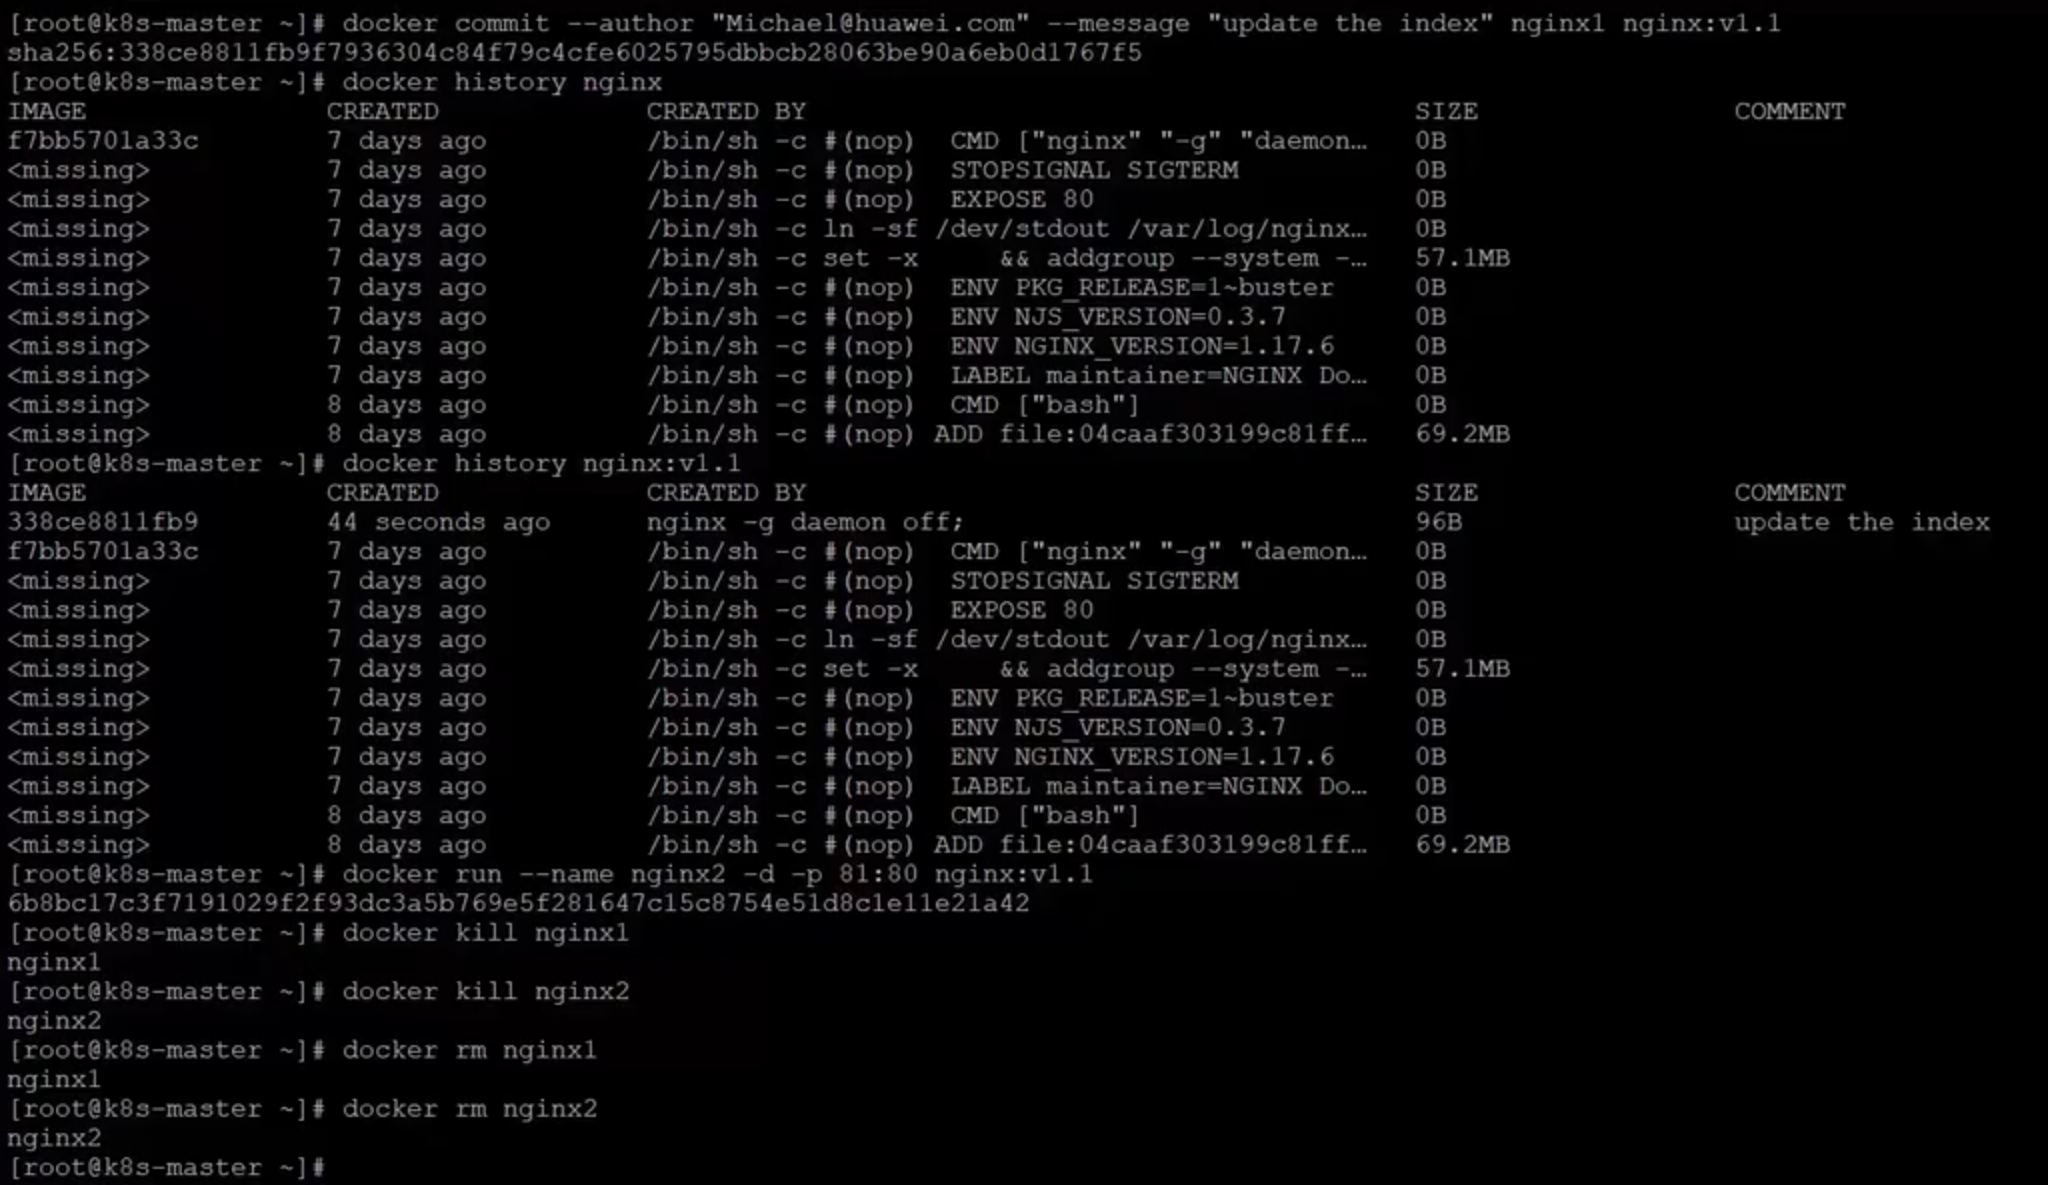 [root@k8s-master ~]# docker commit --author "Michael@huawei.com" --message "update the index" nginx1 nginx:v1.1
sha256:338ce8811fb9f7936304c84f79c4cfe6025795dbbcb28063be90a6eb0d1767f5
[root@k8s-master ~]# docker history nginx
IMAGE CREATED CREATED BY SIZE COMMENT
f7bb5701a33c 7 days ago /bin/sh -c #(nop)  CMD ["nginx" "-g" "daemon… 0B
<missing> 7 days ago /bin/sh -c #(nop)  STOPSIGNAL SIGTERM 0B
<missing> 7 days ago /bin/sh -c #(nop)  EXPOSE 80 0B
<missing> 7 days ago /bin/sh -c ln -sf /dev/stdout /var/log/nginx… 0B
<missing> 7 days ago /bin/sh -c set -x     && addgroup --system -… 57.1MB
<missing> 7 days ago /bin/sh -c #(nop)  ENV PKG_RELEASE=1~buster 0B
<missing> 7 days ago /bin/sh -c #(nop)  ENV NJS_VERSION=0.3.7 0B
<missing> 7 days ago /bin/sh -c #(nop)  ENV NGINX_VERSION=1.17.6 0B
<missing> 7 days ago /bin/sh -c #(nop)  LABEL maintainer=NGINX Do… 0B
<missing> 8 days ago /bin/sh -c #(nop)  CMD ["bash"] 0B
<missing> 8 days ago /bin/sh -c #(nop) ADD file:04caaf303199c81ff… 69.2MB
[root@k8s-master ~]# docker history nginx:v1.1
IMAGE CREATED CREATED BY SIZE COMMENT
338ce8811fb9 44 seconds ago nginx -g daemon off; 96B update the index
f7bb5701a33c 7 days ago /bin/sh -c #(nop)  CMD ["nginx" "-g" "daemon… 0B
<missing> 7 days ago /bin/sh -c #(nop)  STOPSIGNAL SIGTERM 0B
<missing> 7 days ago /bin/sh -c #(nop)  EXPOSE 80 0B
<missing> 7 days ago /bin/sh -c ln -sf /dev/stdout /var/log/nginx… 0B
<missing> 7 days ago /bin/sh -c set -x     && addgroup --system -… 57.1MB
<missing> 7 days ago /bin/sh -c #(nop)  ENV PKG_RELEASE=1~buster 0B
<missing> 7 days ago /bin/sh -c #(nop)  ENV NJS_VERSION=0.3.7 0B
<missing> 7 days ago /bin/sh -c #(nop)  ENV NGINX_VERSION=1.17.6 0B
<missing> 7 days ago /bin/sh -c #(nop)  LABEL maintainer=NGINX Do… 0B
<missing> 8 days ago /bin/sh -c #(nop)  CMD ["bash"] 0B
<missing> 8 days ago /bin/sh -c #(nop) ADD file:04caaf303199c81ff… 69.2MB
[root@k8s-master ~]# docker run --name nginx2 -d -p 81:80 nginx:v1.1
6b8bc17c3f7191029f2f93dc3a5b769e5f281647c15c8754e51d8c1e11e21a42
[root@k8s-master ~]# docker kill nginx1
nginx1
[root@k8s-master ~]# docker kill nginx2
nginx2
[root@k8s-master ~]# docker rm nginx1
nginx1
[root@k8s-master ~]# docker rm nginx2
nginx2
[root@k8s-master ~]#